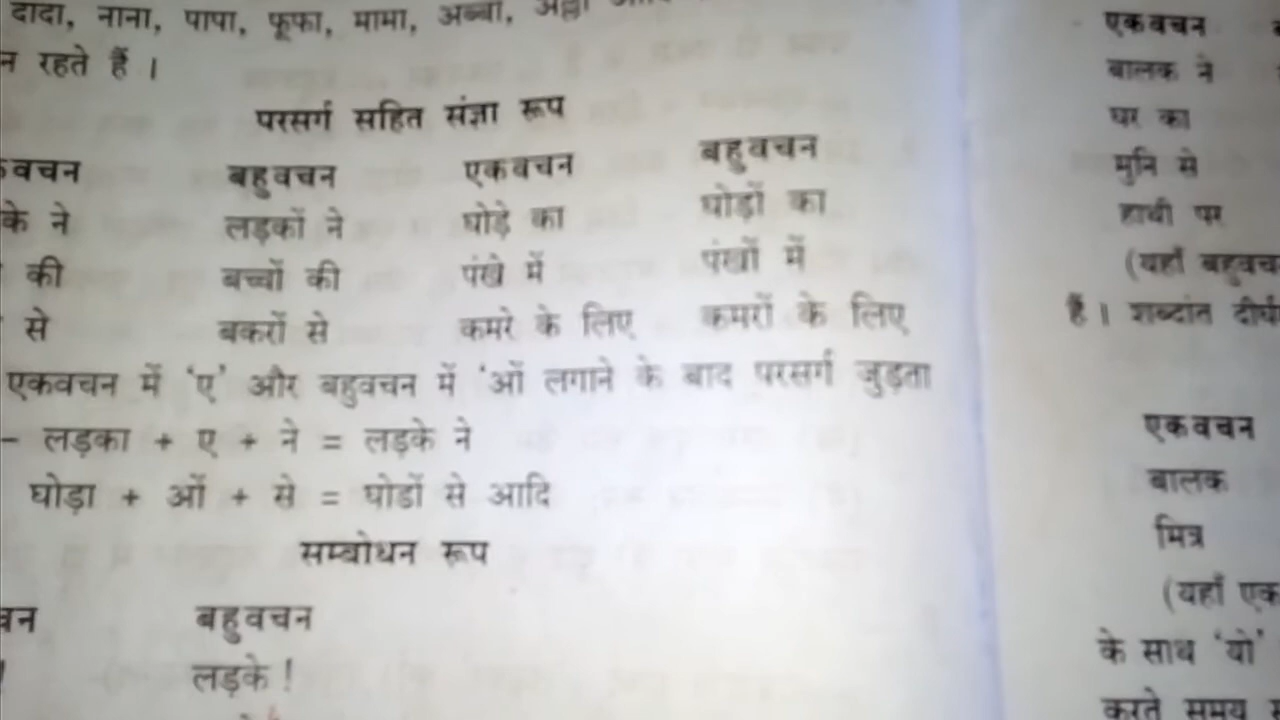 दादा, नाना, पापा, फूफा, मामा, अब्बा,
न रहते हैं ।
परसर्ग सहित संज्ञा रूप
वचन बहुवचन एकवचन बहुवचन
के ने लड़कों ने घोड़े का घोड़ों का
की बच्चों की पंखे में पंखों में
से बकरों से कमरे के लिए कमरों के लिए
एकवचन में ‘ए’ और बहुवचन में ‘ओं लगाने के बाद परसर्ग जुड़ता
– लड़का + ए + ने = लड़के ने
घोड़ा + ओं + से = घोडों से आदि
सम्बोधन रूप
वन बहुवचन
! लड़के !
एकवचन
बालक ने
घर का
मुनि से
हाथी पर
(यहाँ बहुवच
हैं । शब्दांत दीर्घ
एकवचन
बालक
मित्र
(यहाँ एक
के साथ ‘यो’
करते समय